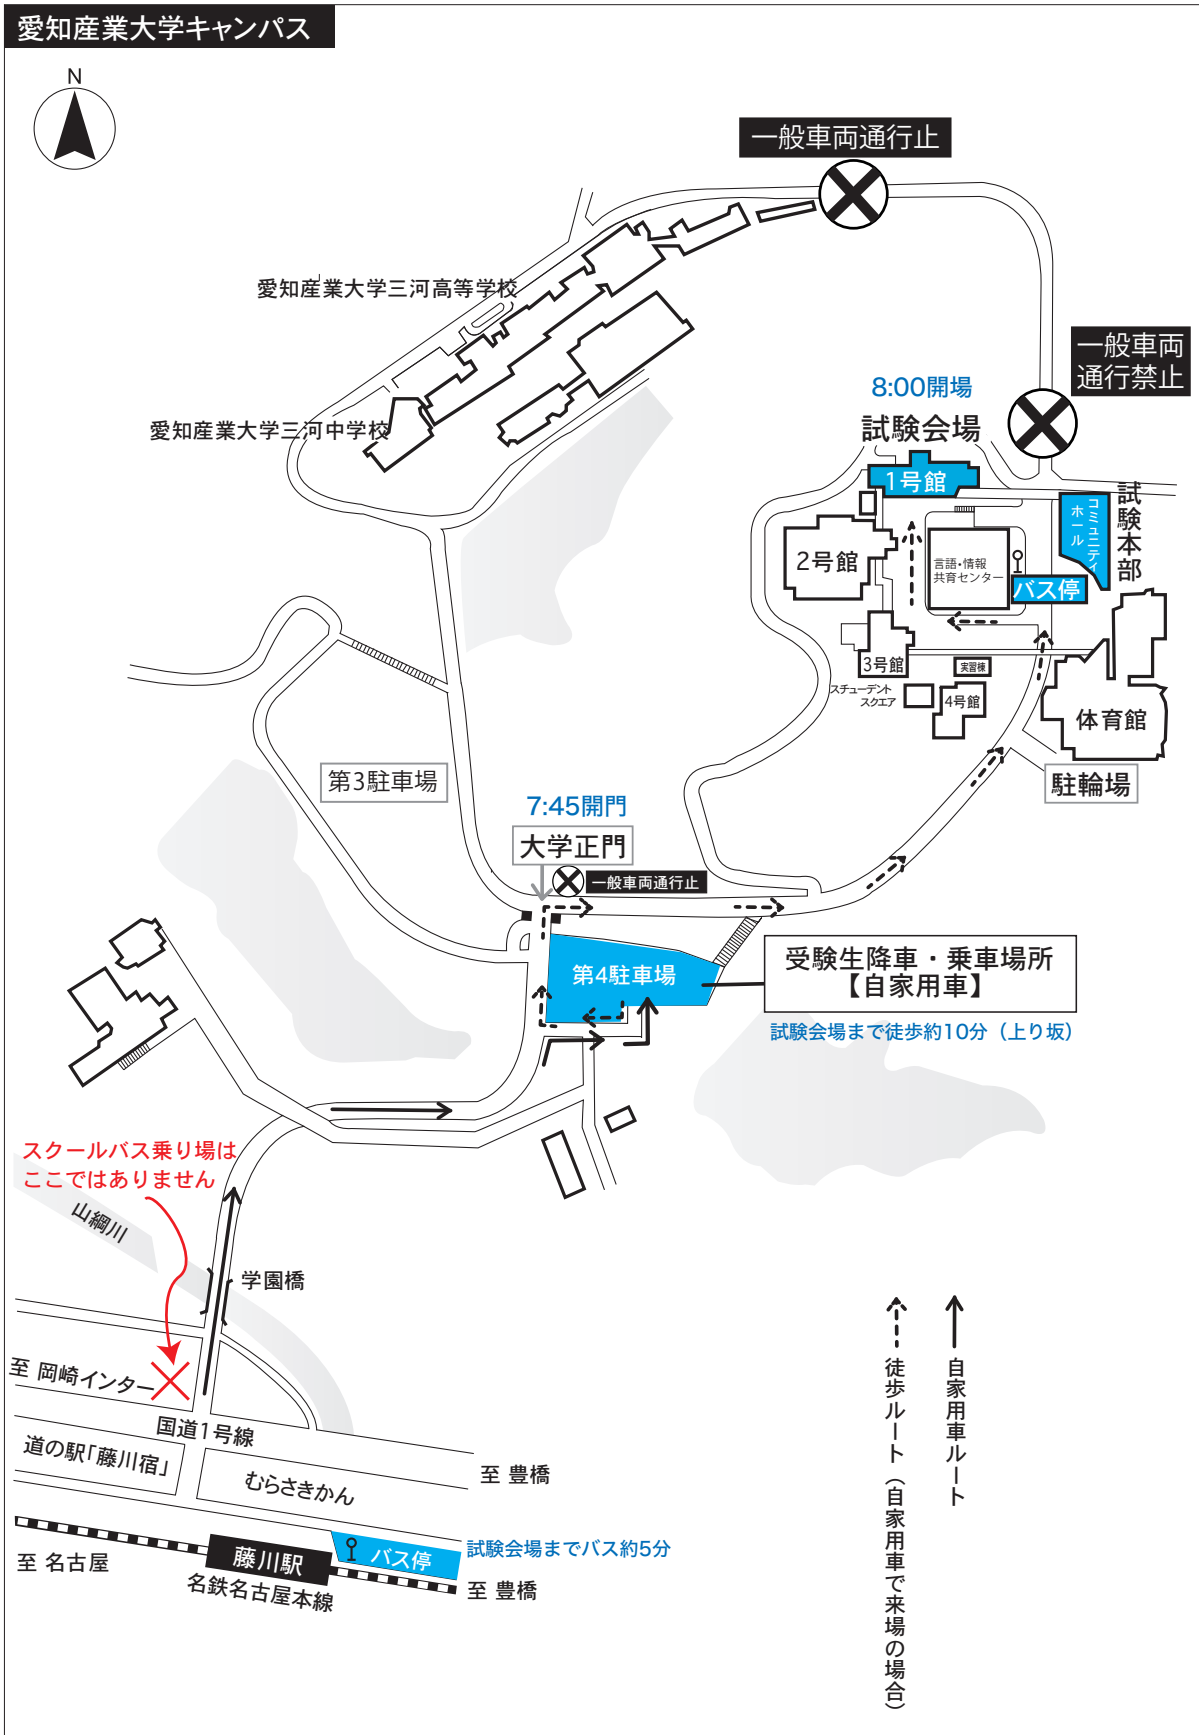 愛知産業大学キャンパス
N
一般車両通行止
愛知産業大学三河高等学校
一般車両
通行禁止
8:00開場
試験会場
愛知産業大学三河中学校
1号館
試験本部
コミュニティ
ホール
2号館
言語・情報
共育センター
バス停
3号館
実習棟
スチューデント
スクエア
4号館
体育館
第3駐車場
駐輪場
7:45開門
大学正門
一般車両通行止
第4駐車場
受験生降車・乗車場所
【自家用車】
試験会場まで徒歩約10分（上り坂）
スクールバス乗り場は
ここではありません
山綱川
学園橋
至 岡崎インター
国道1号線
道の駅「藤川宿」
むらさきかん
至 豊橋
試験会場までバス約5分
バス停
藤川駅
至 名古屋
名鉄名古屋本線
至 豊橋
自家用車ルート
徒歩ルート（自家用車で来場の場合）